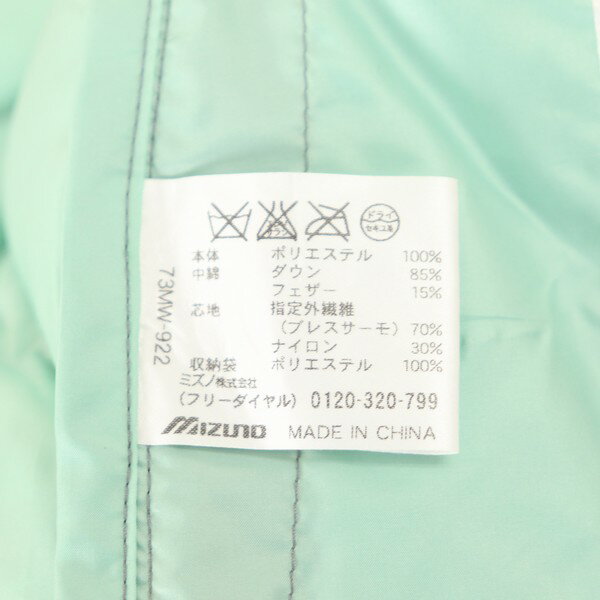 ドライ
セキユ系
本体 ポリエステル 100%
中綿 ダウン 85%
フェザー 15%
芯地 指定外繊維
(ブレスサーモ) 70%
ナイロン 30%
収納袋 ポリエステル 100%
ミズノ株式会社
(フリーダイヤル) 0120-320-799
MIZUNO MADE IN CHINA
73MW-922